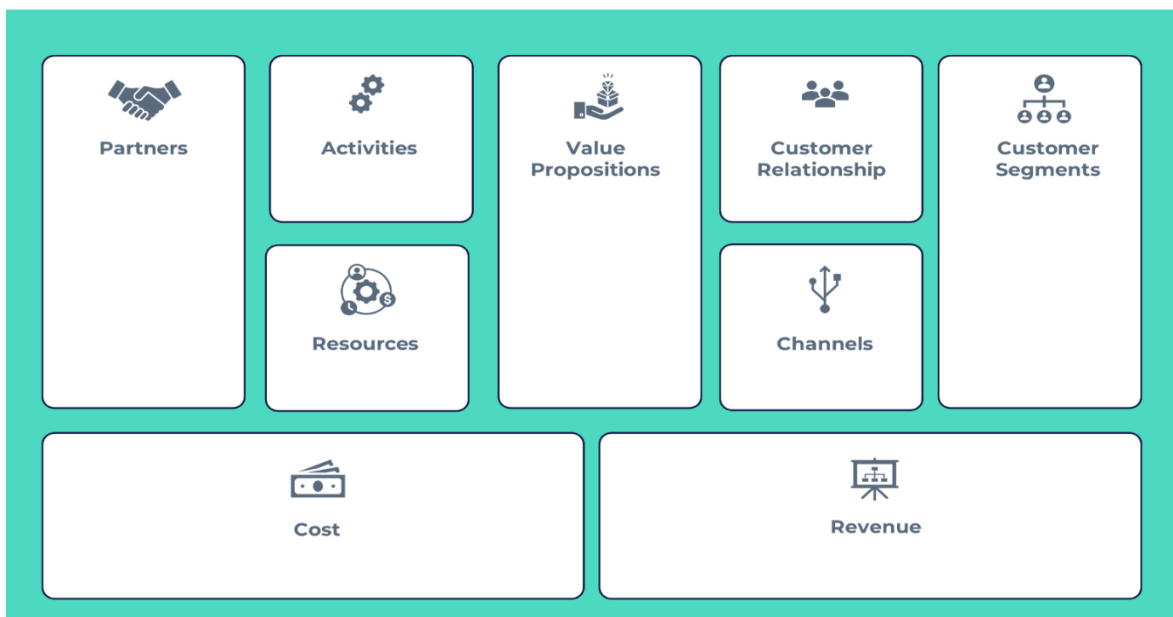 Partners
Activities
Value
Propositions
Customer
Relationship
Customer
Segments
Resources
$
Channels
Cost
Revenue